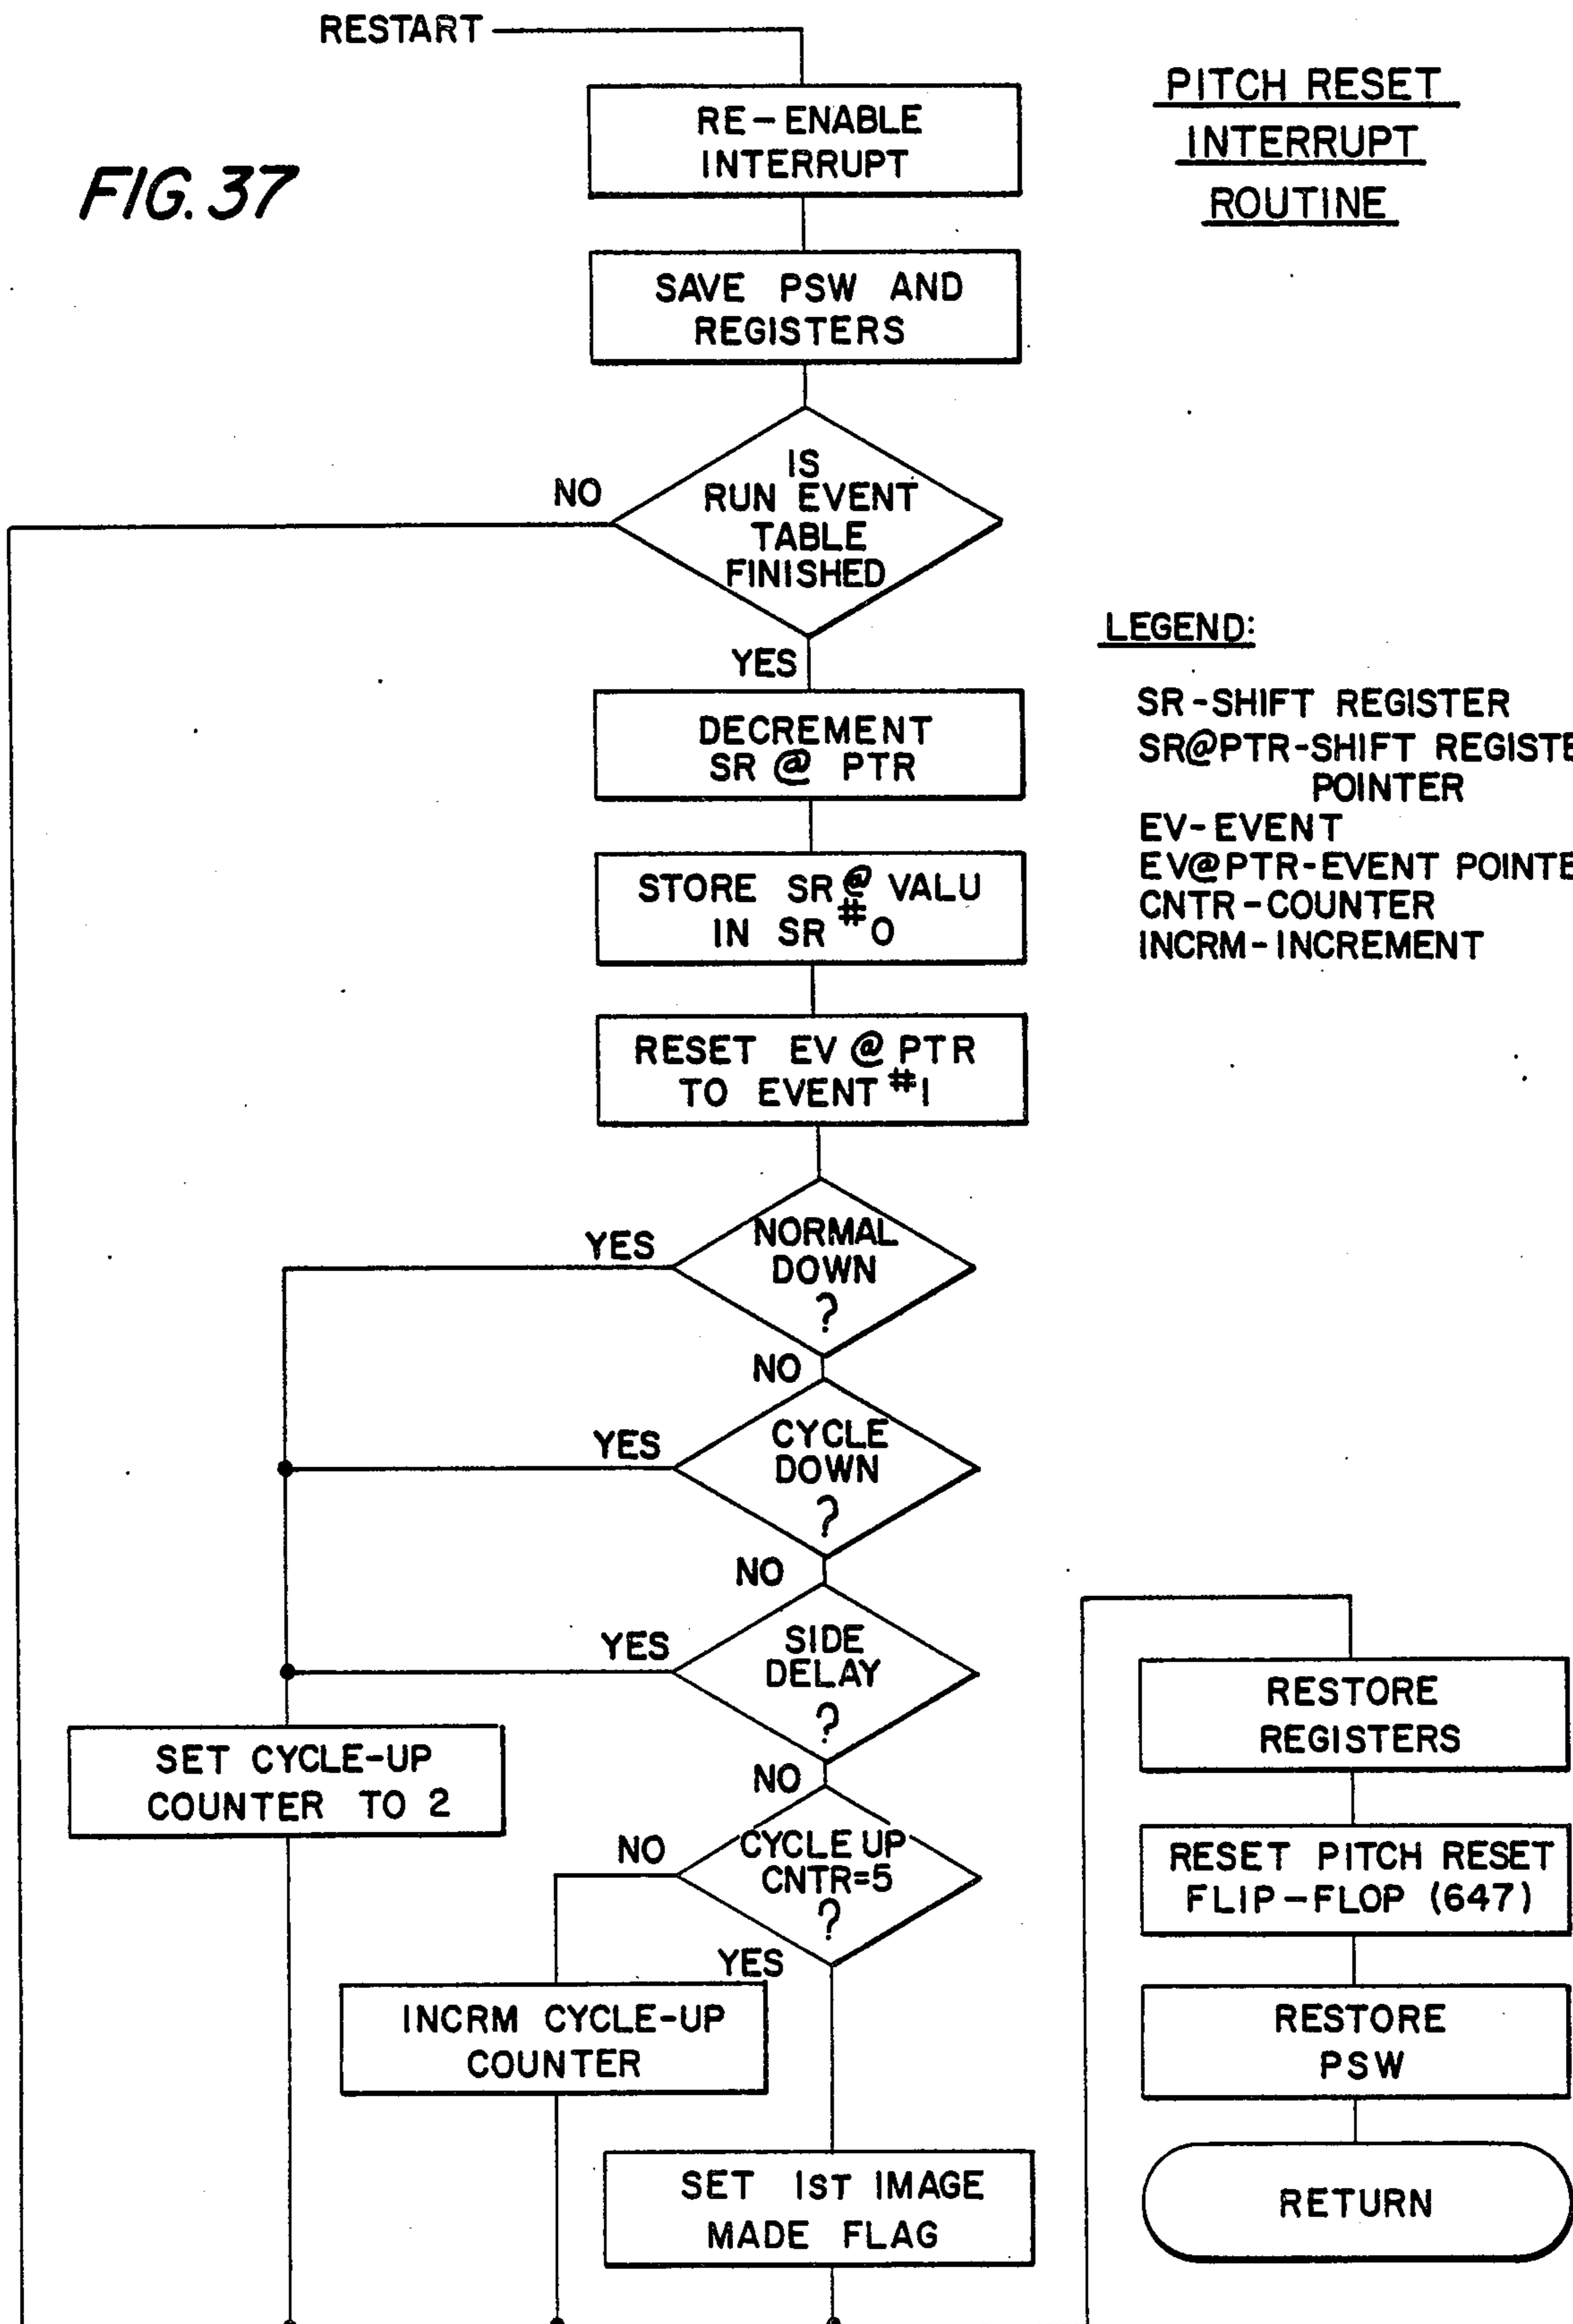 RESTART
PITCH RESET
INTERRUPT
ROUTINE
FIG. 37
RE-ENABLE
INTERRUPT
SAVE PSW AND
REGISTERS
IS
RUN EVENT
TABLE
FINISHED
NO
YES
LEGEND:
SR-SHIFT REGISTER
SR@PTR-SHIFT REGISTE
POINTER
EV-EVENT
EV@PTR-EVENT POINTE
CNTR-COUNTER
INCRM-INCREMENT
DECREMENT
SR @ PTR
STORE SR@ VALU
IN SR #0
RESET EV @ PTR
TO EVENT #1
NORMAL
DOWN
?
YES
NO
CYCLE
DOWN
?
YES
NO
SIDE
DELAY
?
YES
NO
SET CYCLE-UP
COUNTER TO 2
CYCLE UP
CNTR=5
?
NO
YES
INCRM CYCLE-UP
COUNTER
SET 1ST IMAGE
MADE FLAG
RESTORE
REGISTERS
RESET PITCH RESET
FLIP-FLOP (647)
RESTORE
PSW
RETURN